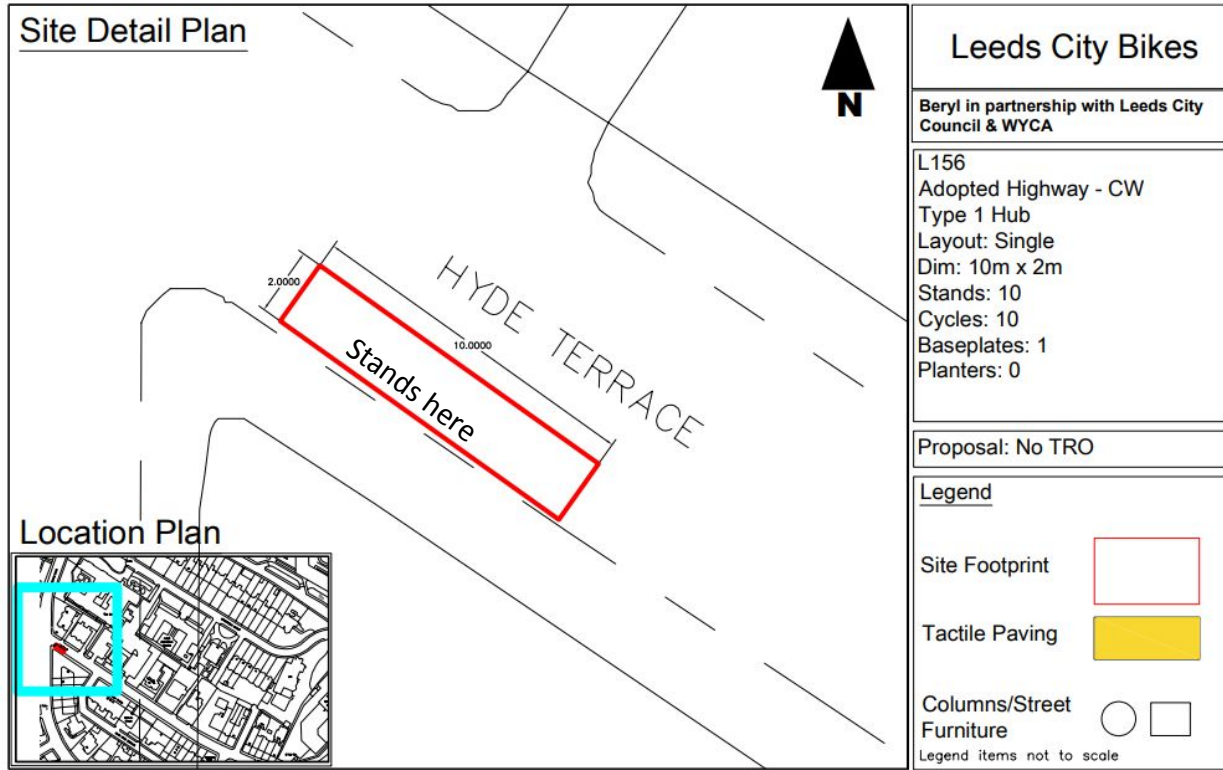 Site Detail Plan
N
2.0000
10.0000
HYDE TERRACE
Stands here
Location Plan
Leeds City Bikes
Beryl in partnership with Leeds City
Council & WYCA
L156
Adopted Highway - CW
Type 1 Hub
Layout: Single
Dim: 10m x 2m
Stands: 10
Cycles: 10
Baseplates: 1
Planters: 0
Proposal: No TRO
Legend
Site Footprint
Tactile Paving
Columns/Street
Furniture
Legend items not to scale